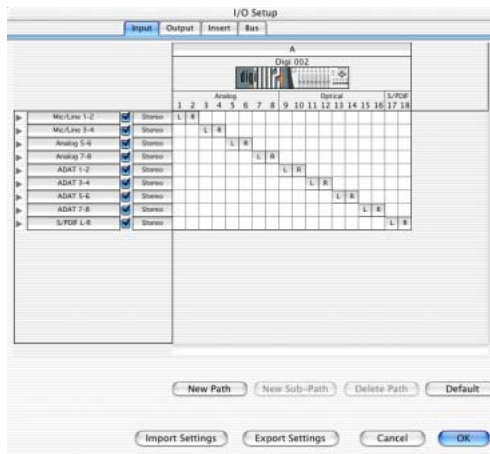 I/O Setup
Input Output Insert Bus
A
Digi 002
digi
Analog Optical S/PDIF
1 2 3 4 5 6 7 8 9 10 11 12 13 14 15 16 17 18
Mic/Line 1-2 Stereo L R
Mic/Line 3-4 Stereo L R
Analog 5-6 Stereo L R
Analog 7-8 Stereo L R
ADAT 1-2 Stereo L R
ADAT 3-4 Stereo L R
ADAT 5-6 Stereo L R
ADAT 7-8 Stereo L R
S/PDIF L-R Stereo L R
New Path New Sub-Path Delete Path Default
Import Settings Export Settings Cancel OK